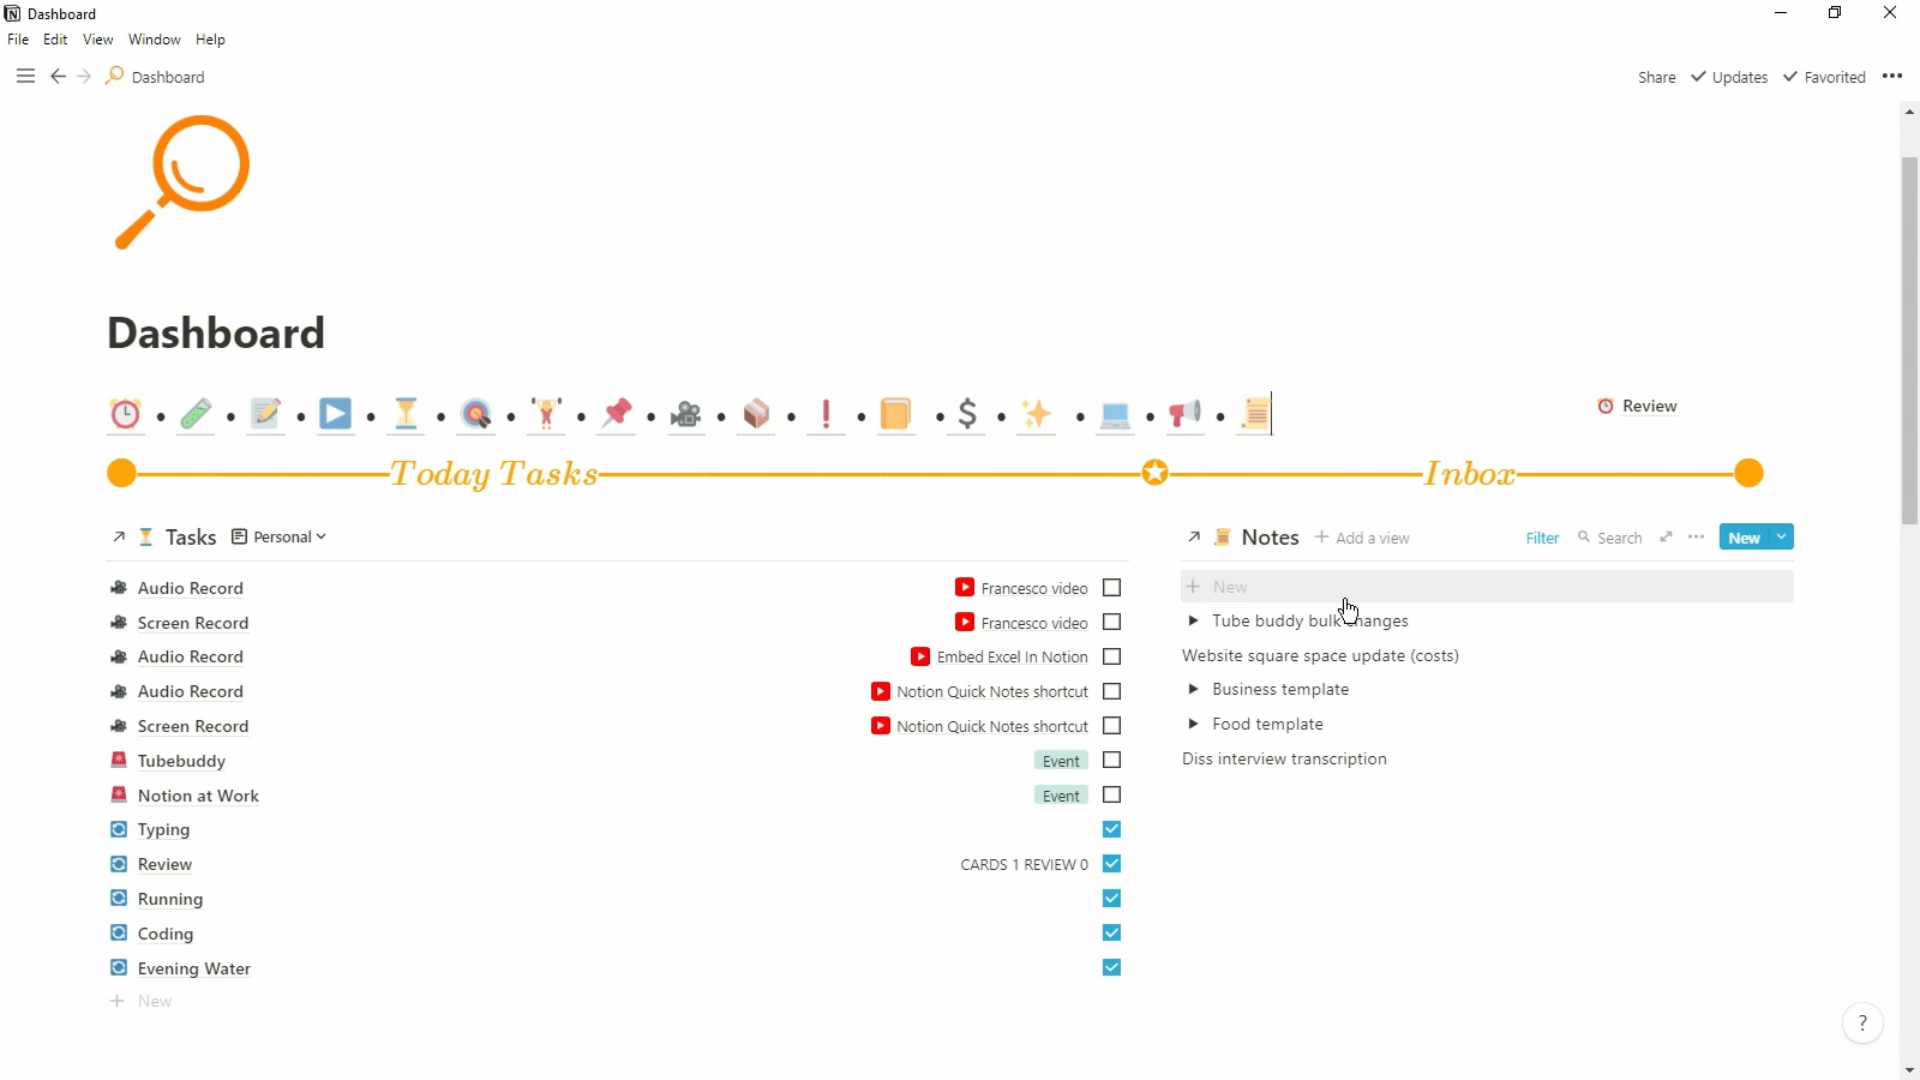 Dashboard
File Edit View Window Help
Dashboard Share Updates Favorited
Dashboard
Review
Today Tasks Inbox
Tasks Personal Notes + Add a view Filter Search New
Audio Record Francesco video
+ New
Screen Record Francesco video
Tube buddy bulk changes
Audio Record Embed Excel In Notion
Website square space update (costs)
Audio Record Notion Quick Notes shortcut
Business template
Screen Record Notion Quick Notes shortcut
Food template
Tubebuddy Event
Diss interview transcription
Notion at Work Event
Typing
Review CARDS 1 REVIEW 0
Running
Coding
Evening Water
+ New
?